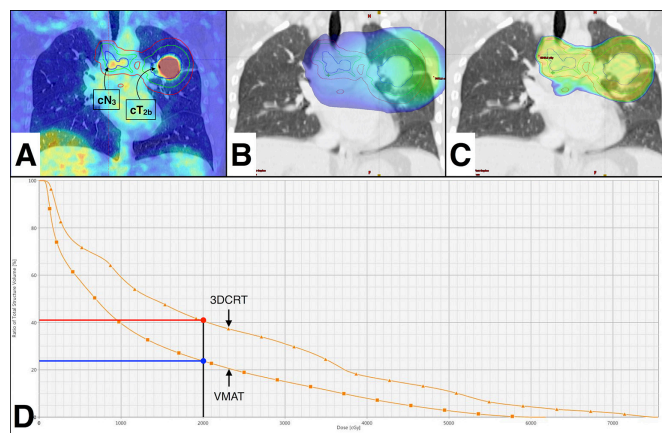 cN3
cT2b
A
H
B
F
H
C
F
Ratio of Total Structure Volume [%]
100
80
60
40
20
3DCRT
VMAT
D
0
1000
2000
3000
4000
5000
6000
7000
Dose [cGy]